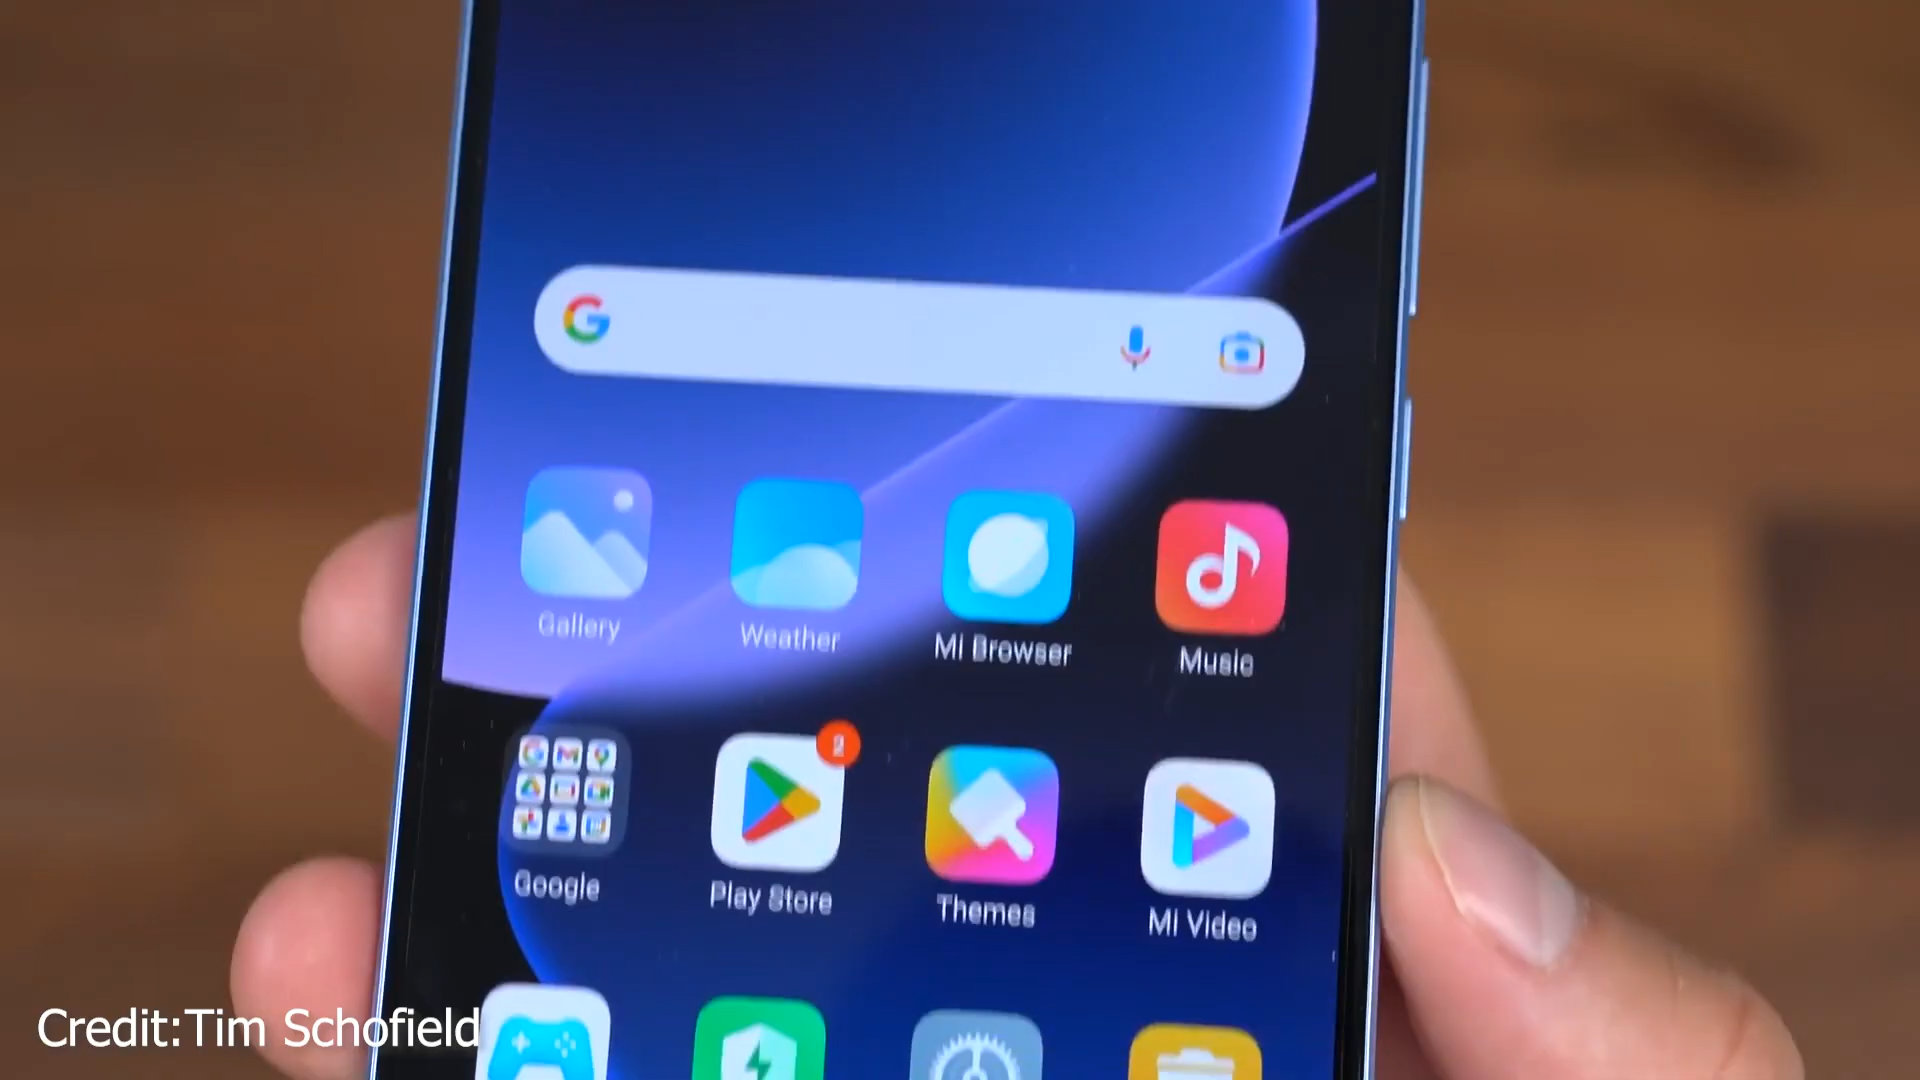 Gallery
Weather
Mi Browser
Music
Google
Play Store
Themes
Mi Video
Credit:Tim Schofield